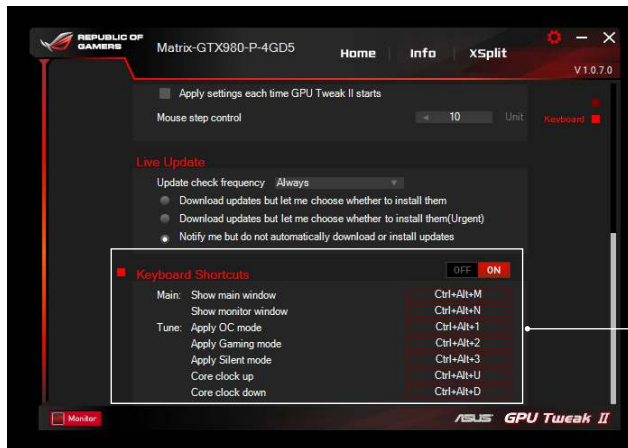 REPUBLIC OF
GAMERS
Matrix-GTX980-P-4GD5
Home
Info
XSplit
V 1.0.7.0
Apply settings each time GPU Tweak II starts
Mouse step control
10
Unit
Keyboard
Live Update
Update check frequency Always
Download updates but let me choose whether to install them
Download updates but let me choose whether to install them(Urgent)
Notify me but do not automatically download or install updates
Keyboard Shortcuts
OFF ON
Main: Show main window Ctrl+Alt+M
Show monitor window Ctrl+Alt+N
Tune: Apply OC mode Ctrl+Alt+1
Apply Gaming mode Ctrl+Alt+2
Apply Silent mode Ctrl+Alt+3
Core clock up Ctrl+Alt+U
Core clock down Ctrl+Alt+D
Monitor
ASUS GPU Tweak II